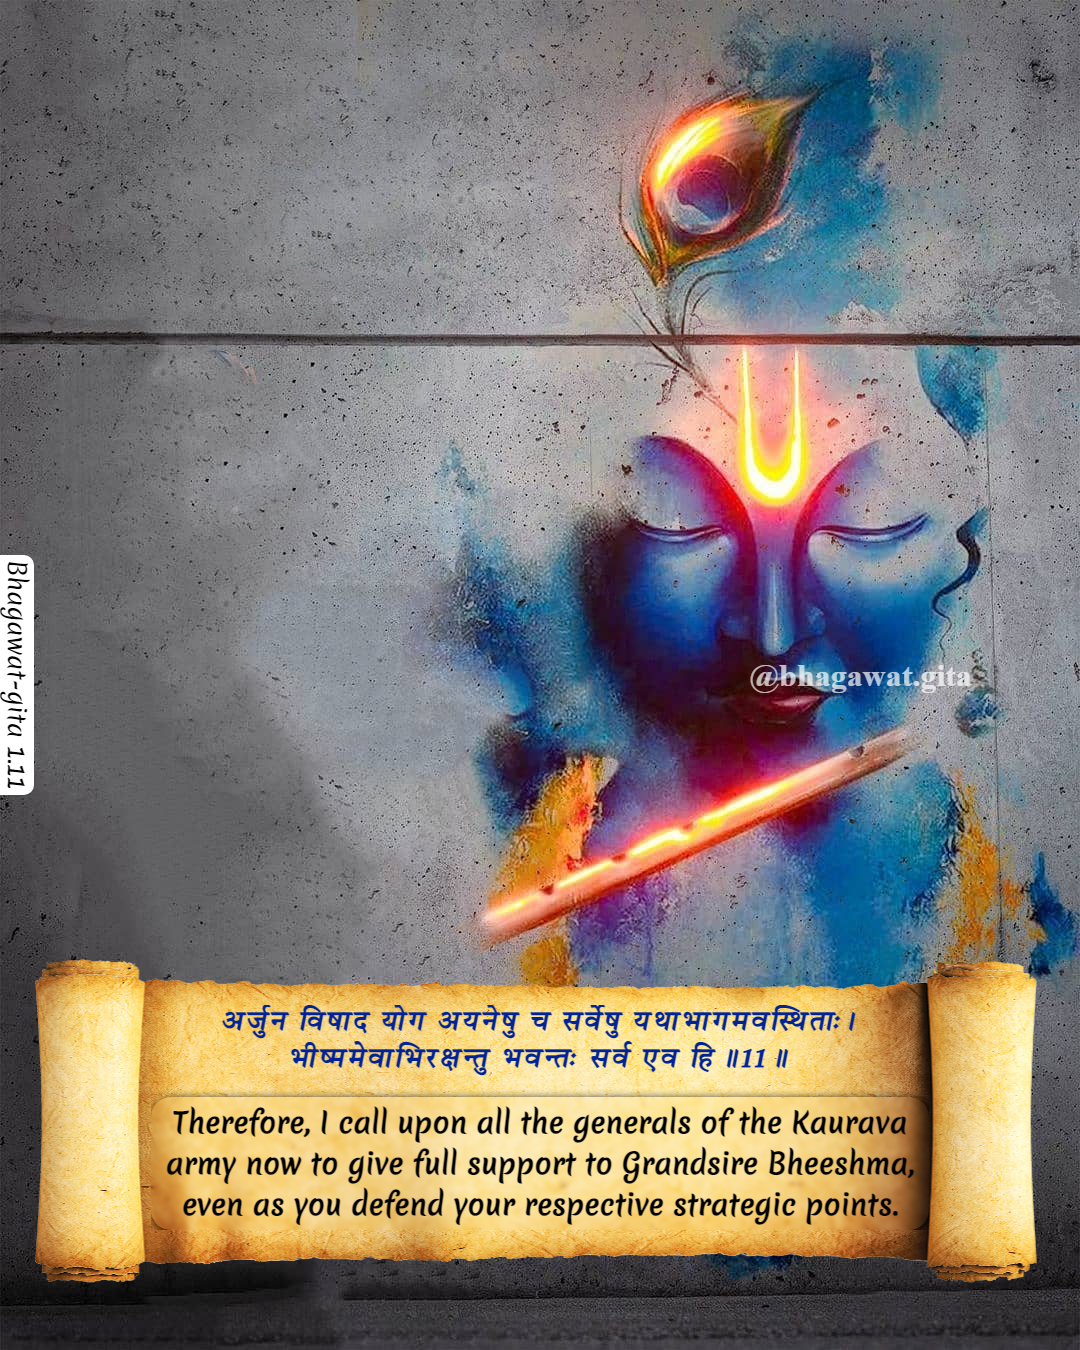 Bhagawat-gita 1.11
@bhagawat.gita
अर्जुन विषाद योग अयनेषु च सर्वेषु यथाभागमवस्थिताः।
भीष्ममेवाभिरक्षन्तु भवन्तः सर्व एव हि ॥11॥
Therefore, I call upon all the generals of the Kaurava
army now to give full support to Grandsire Bheeshma,
even as you defend your respective strategic points.